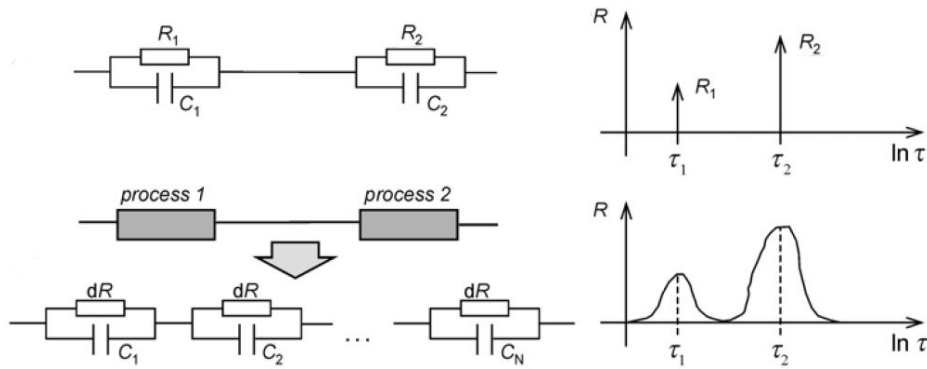 R₁ R₂
C₁ C₂
R
R₂
R₁
τ₁ τ₂ ln τ
process 1 process 2
dR dR dR
C₁ C₂ ... C_N
R
τ₁ τ₂ ln τ